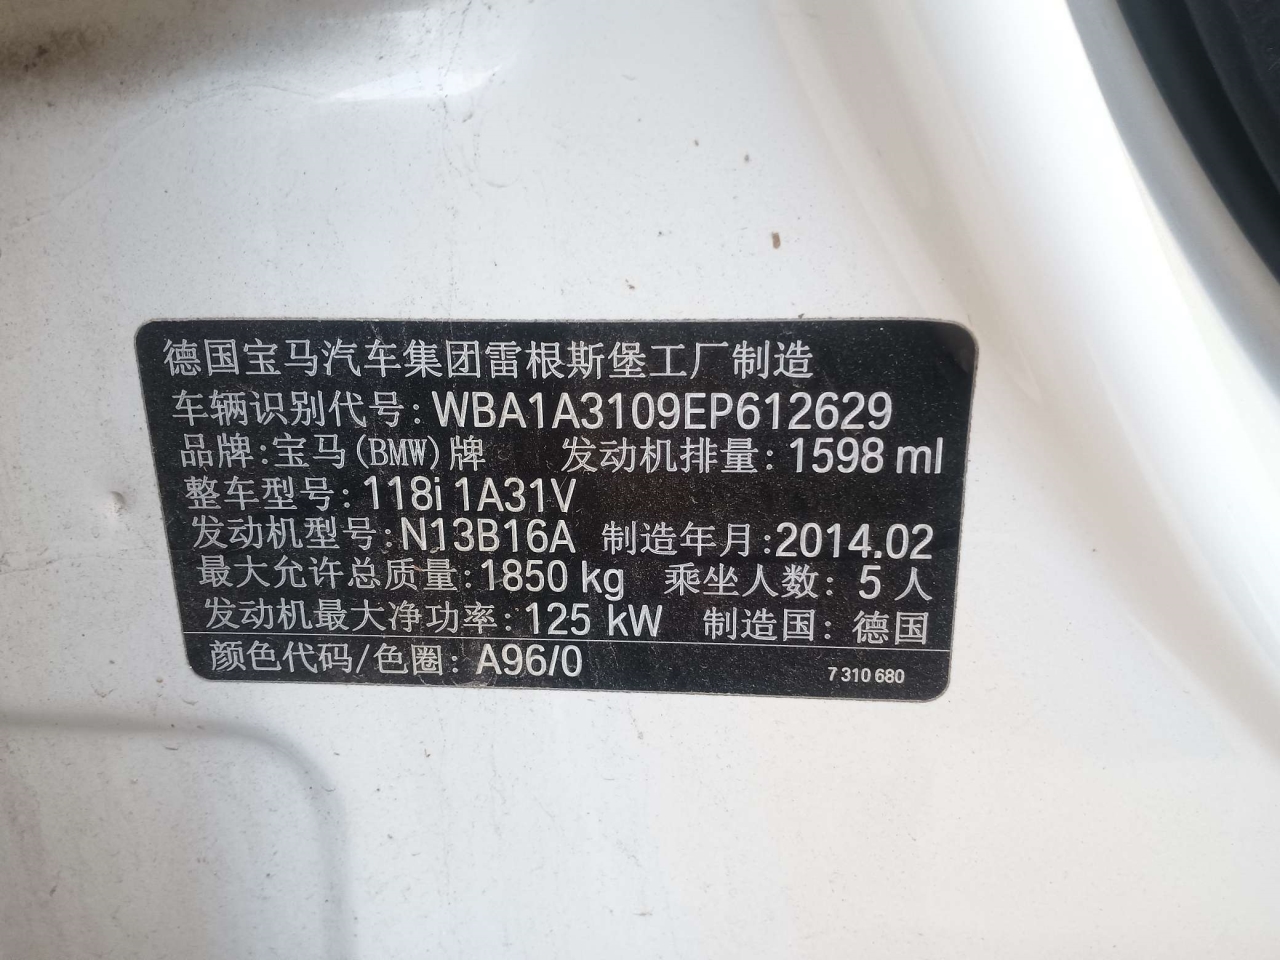 德国宝马汽车集团雷根斯堡工厂制造
车辆识别代号: WBA1A3109EP612629
品牌:宝马(BMW)牌 发动机排量: 1598 ml
整车型号: 118i 1A31V
发动机型号: N13B16A 制造年月:2014.02
最大允许总质量: 1850 kg 乘坐人数: 5 人
发动机最大净功率: 125 kW 制造国: 德国
颜色代码/色圈: A96/0 7 310 680